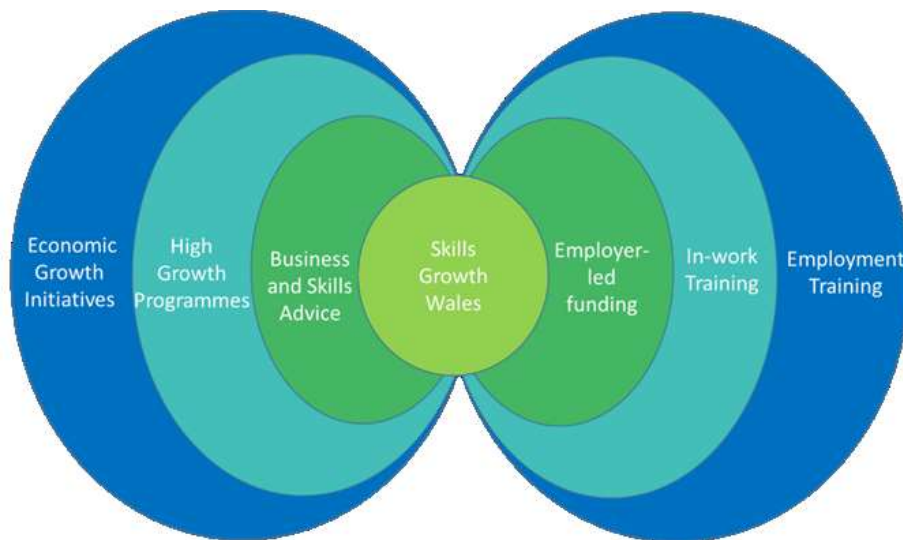 Economic
Growth
Initiatives
High
Growth
Programmes
Business
and Skills
Advice
Skills
Growth
Wales
Employer-
led
funding
In-work
Training
Employment
Training